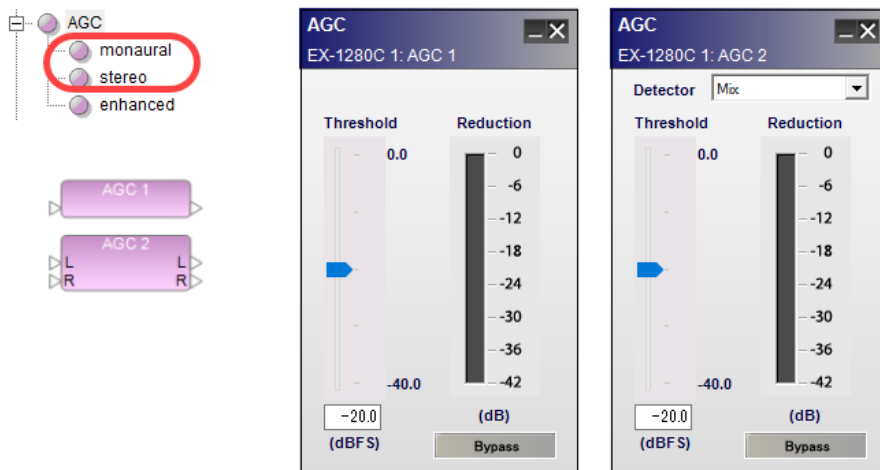 AGC
monaural
stereo
enhanced
AGC 1
AGC 2
L L
R R
AGC
EX-1280C 1: AGC 1
Threshold Reduction
0.0
-40.0
0
-6
-12
-18
-24
-30
-36
-42
-20.0
(dBFS)
(dB)
Bypass
AGC
EX-1280C 1: AGC 2
Detector Mix
Threshold Reduction
0.0
-40.0
0
-6
-12
-18
-24
-30
-36
-42
-20.0
(dBFS)
(dB)
Bypass